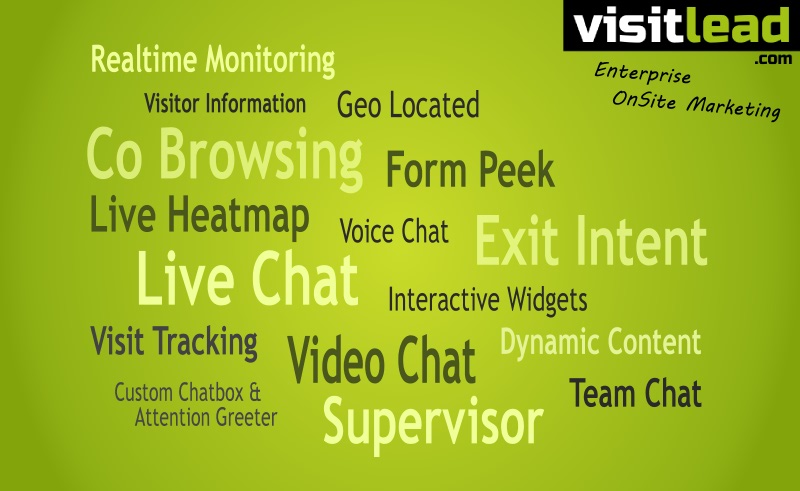 visitlead
.com
Enterprise
OnSite Marketing
Realtime Monitoring
Visitor Information
Geo Located
Co Browsing
Form Peek
Live Heatmap
Voice Chat
Exit Intent
Live Chat
Interactive Widgets
Visit Tracking
Video Chat
Dynamic Content
Custom Chatbox &
Attention Greeter
Team Chat
Supervisor